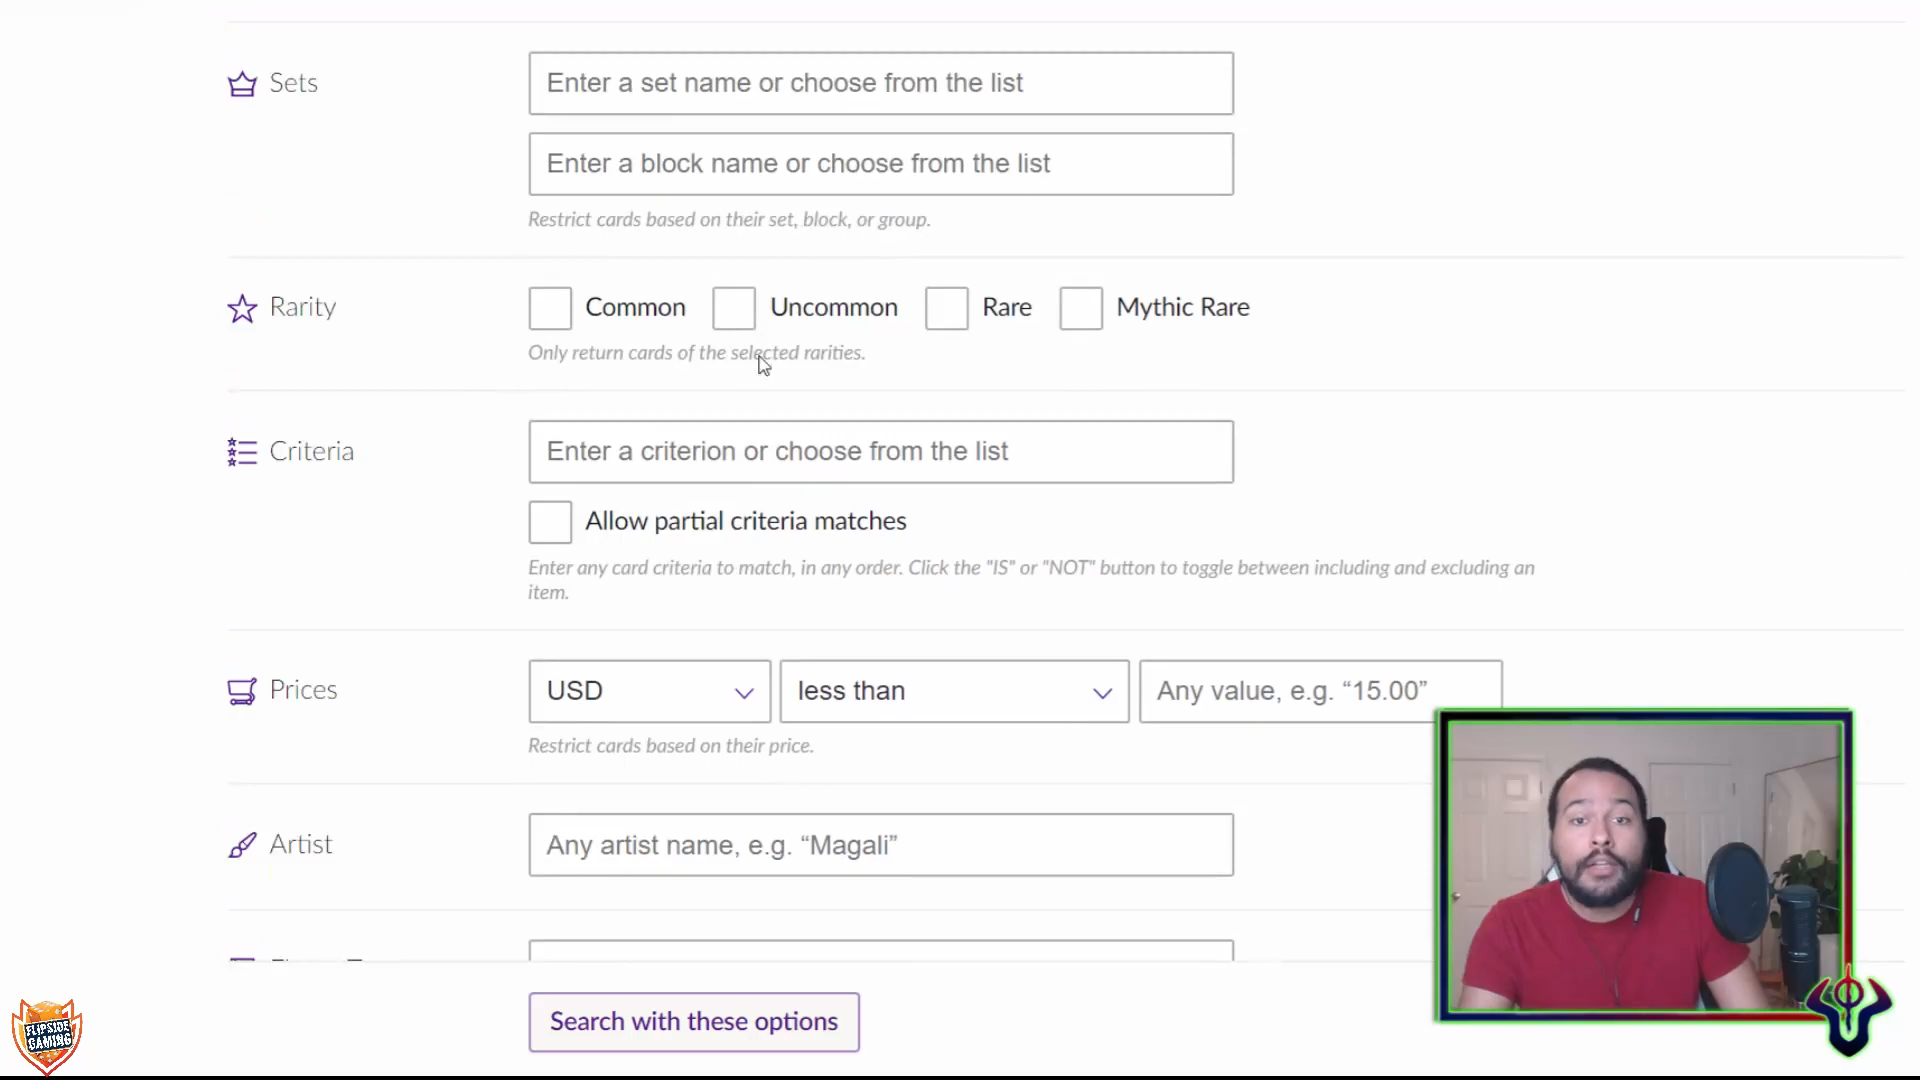 Sets
Enter a set name or choose from the list
Enter a block name or choose from the list
Restrict cards based on their set, block, or group.
Rarity
Common
Uncommon
Rare
Mythic Rare
Only return cards of the selected rarities.
Criteria
Enter a criterion or choose from the list
Allow partial criteria matches
Enter any card criteria to match, in any order. Click the "IS" or "NOT" button to toggle between including and excluding an
item.
Prices
USD
less than
Any value, e.g. “15.00”
Restrict cards based on their price.
Artist
Any artist name, e.g. “Magali”
Search with these options
FLIPSIDE
GAMING